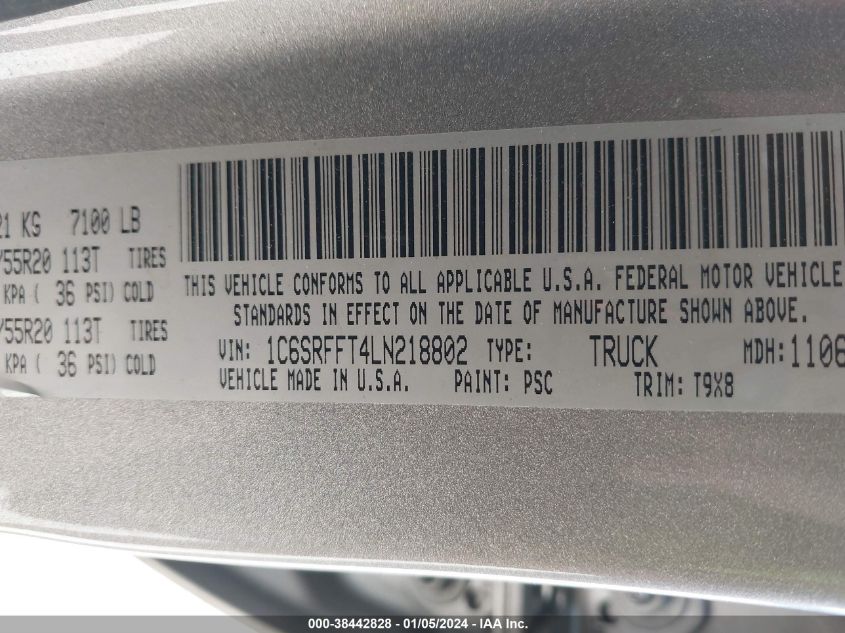 21 KG 7100 LB
/55R20 113T TIRES
KPA ( 36 PSI) COLD
/55R20 113T TIRES
KPA ( 36 PSI) COLD
THIS VEHICLE CONFORMS TO ALL APPLICABLE U.S.A. FEDERAL MOTOR VEHICLE
STANDARDS IN EFFECT ON THE DATE OF MANUFACTURE SHOWN ABOVE.
VIN: 1C6SRFFT4LN218802 TYPE: TRUCK MDH: 1106
VEHICLE MADE IN U.S.A. PAINT: PSC TRIM: T9X8
000-38442828 - 01/05/2024 - IAA Inc.